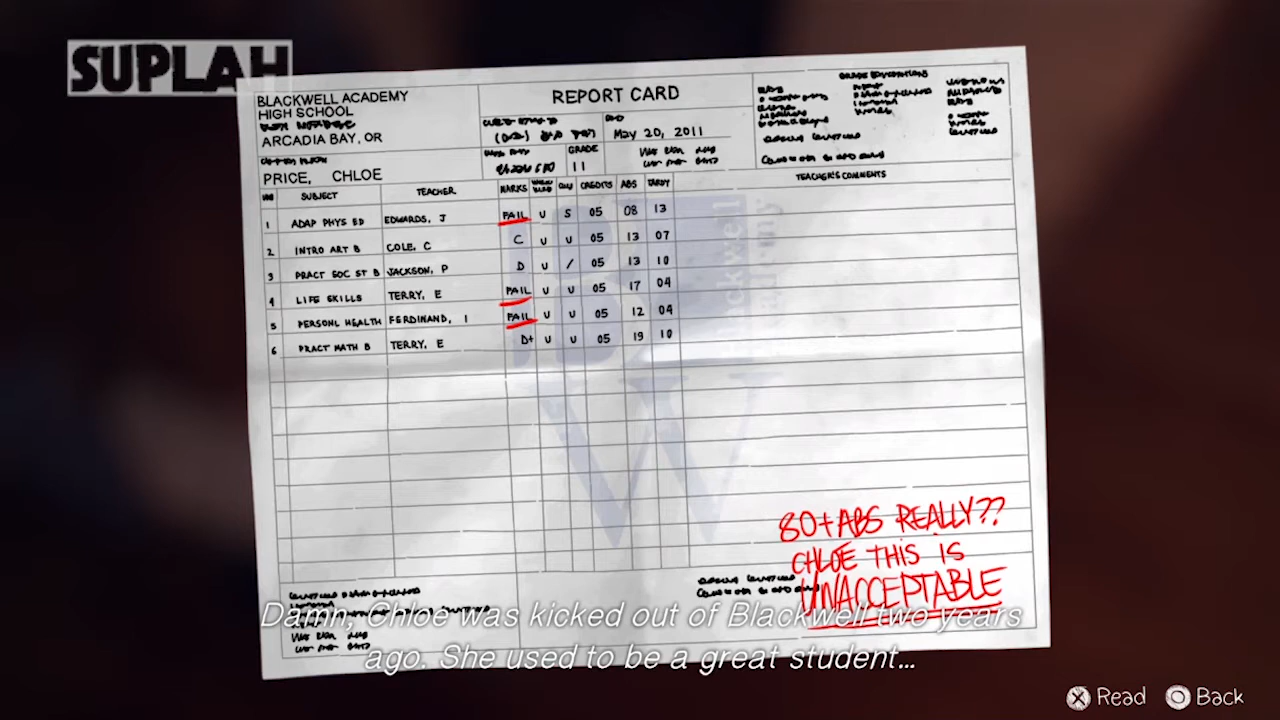 SUPLAH
BLACKWELL ACADEMY
HIGH SCHOOL
ARCADIA BAY, OR
REPORT CARD
May 20, 2011
GRADE
11
PRICE, CHLOE
SUBJECT TEACHER MARKS CREDITS ABS TARDY TEACHER'S COMMENTS
1 ADAP PHYS ED EDWARDS, J FAIL U S 05 08 13
2 INTRO ART B COLE, C C U U 05 13 07
3 PRACT SOC ST B JACKSON, P D U / 05 13 10
4 LIFE SKILLS TERRY, E FAIL U U 05 17 04
5 PERSONL HEALTH FERDINAND, I FAIL U U 05 12 04
6 PRACT MATH B TERRY, E D+ U U 05 19 10
80+ ABS REALLY??
CHLOE THIS IS
UNACCEPTABLE
Damn, Chloe was kicked out of Blackwell two years
ago. She used to be a great student...
Read Back